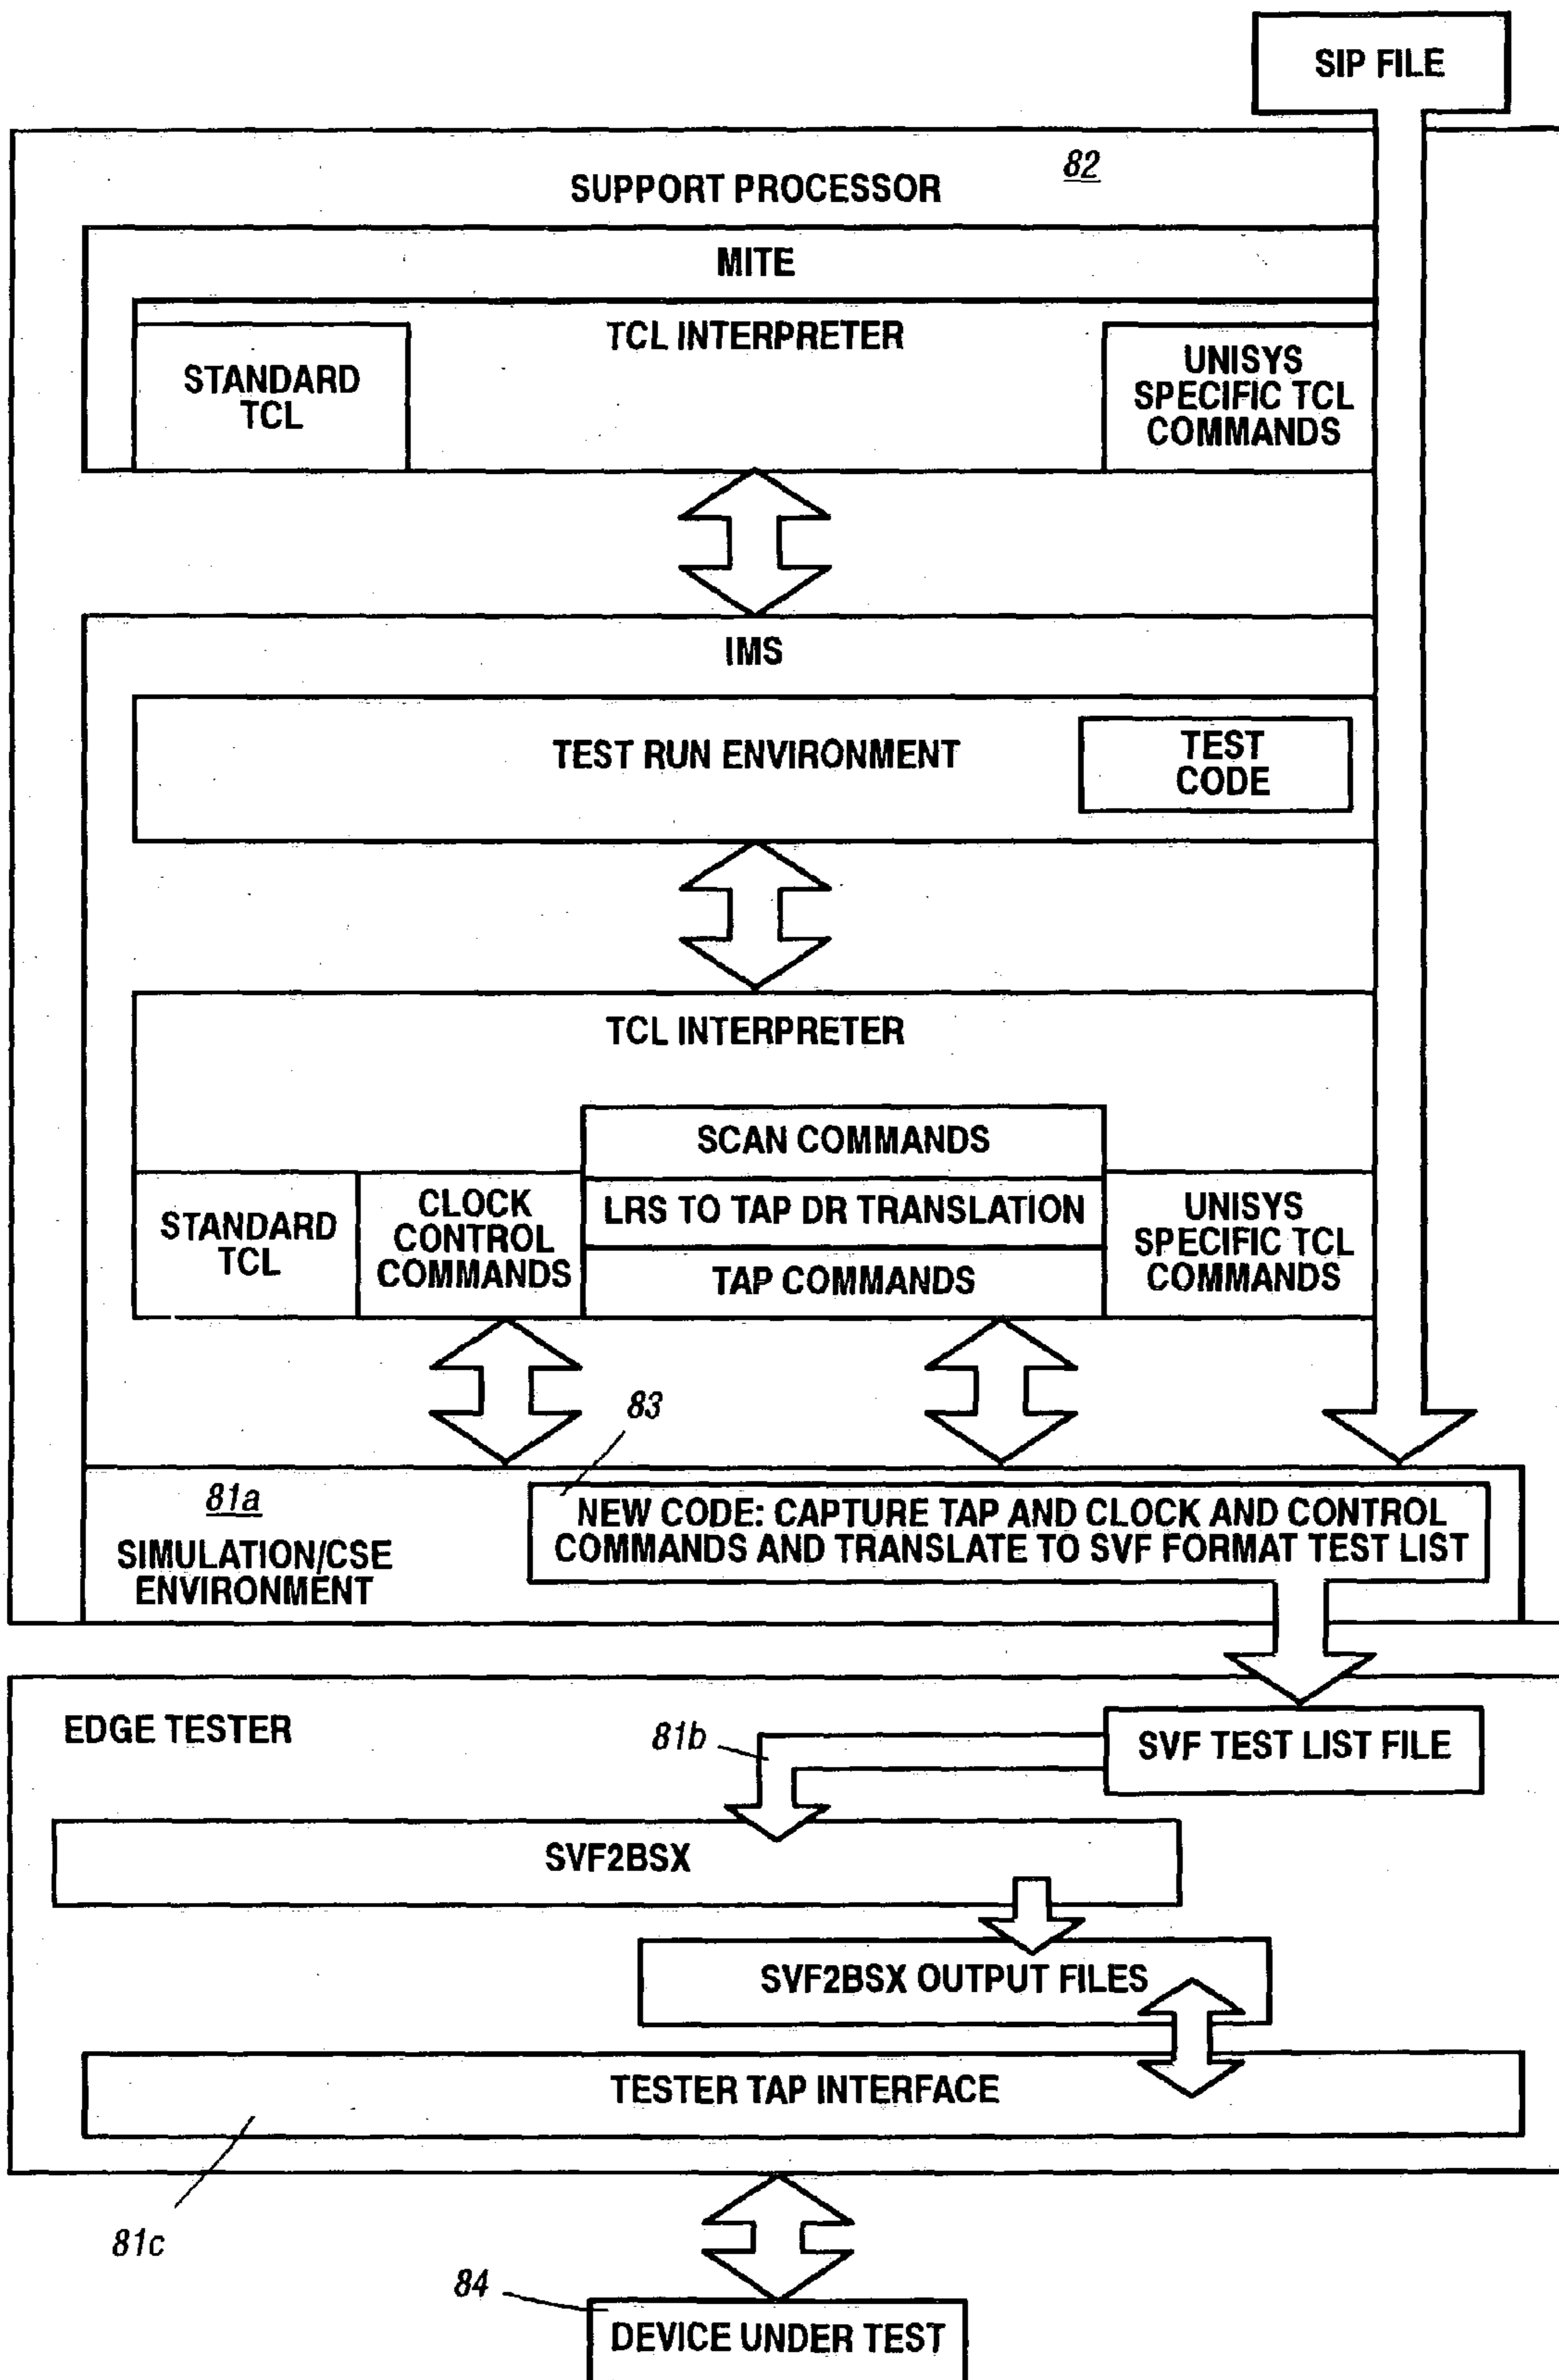 SIP FILE
82
SUPPORT PROCESSOR
MITE
TCL INTERPRETER
STANDARD
TCL
UNISYS
SPECIFIC TCL
COMMANDS
IMS
TEST RUN ENVIRONMENT
TEST
CODE
TCL INTERPRETER
SCAN COMMANDS
STANDARD
TCL
CLOCK
CONTROL
COMMANDS
LRS TO TAP DR TRANSLATION
TAP COMMANDS
UNISYS
SPECIFIC TCL
COMMANDS
83
81a
SIMULATION/CSE
ENVIRONMENT
NEW CODE: CAPTURE TAP AND CLOCK AND CONTROL
COMMANDS AND TRANSLATE TO SVF FORMAT TEST LIST
EDGE TESTER
81b
SVF TEST LIST FILE
SVF2BSX
SVF2BSX OUTPUT FILES
TESTER TAP INTERFACE
81c
84
DEVICE UNDER TEST